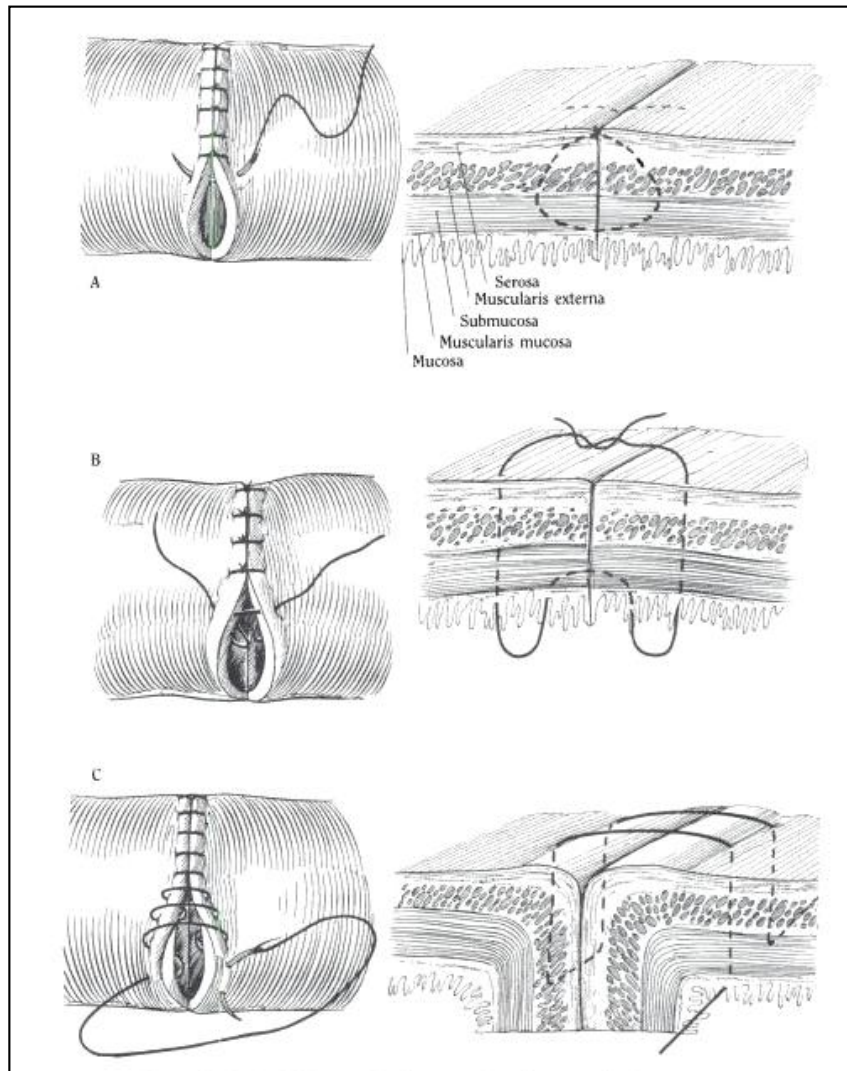 A
Serosa
Muscularis externa
Submucosa
Muscularis mucosa
Mucosa
B
C